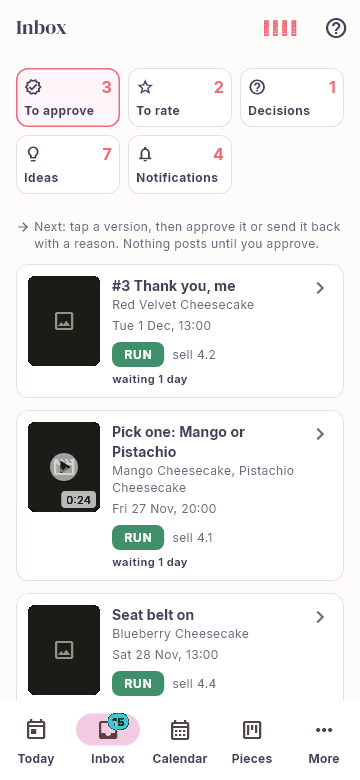 Inbox
3
To approve
2
To rate
1
Decisions
7
Ideas
4
Notifications
→ Next: tap a version, then approve it or send it back
with a reason. Nothing posts until you approve.
#3 Thank you, me
Red Velvet Cheesecake
Tue 1 Dec, 13:00
RUN sell 4.2
waiting 1 day
Pick one: Mango or
Pistachio
Mango Cheesecake, Pistachio
Cheesecake
Fri 27 Nov, 20:00
0:24
RUN sell 4.1
waiting 1 day
Seat belt on
Blueberry Cheesecake
Sat 28 Nov, 13:00
RUN sell 4.4
Today
Inbox
Calendar
Pieces
More